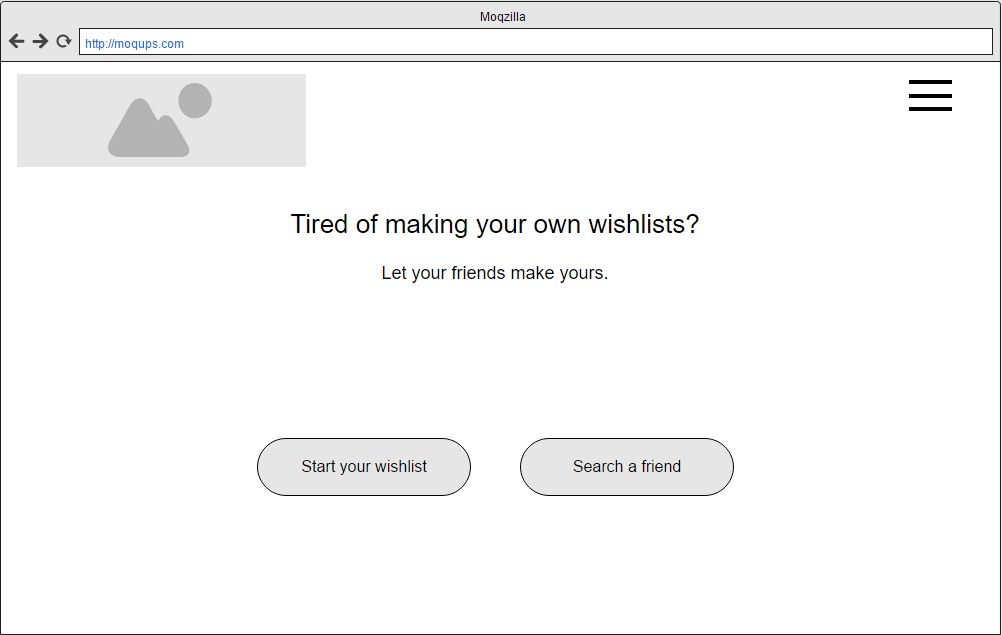 Moqzilla
http://moqups.com
Tired of making your own wishlists?
Let your friends make yours.
Start your wishlist
Search a friend